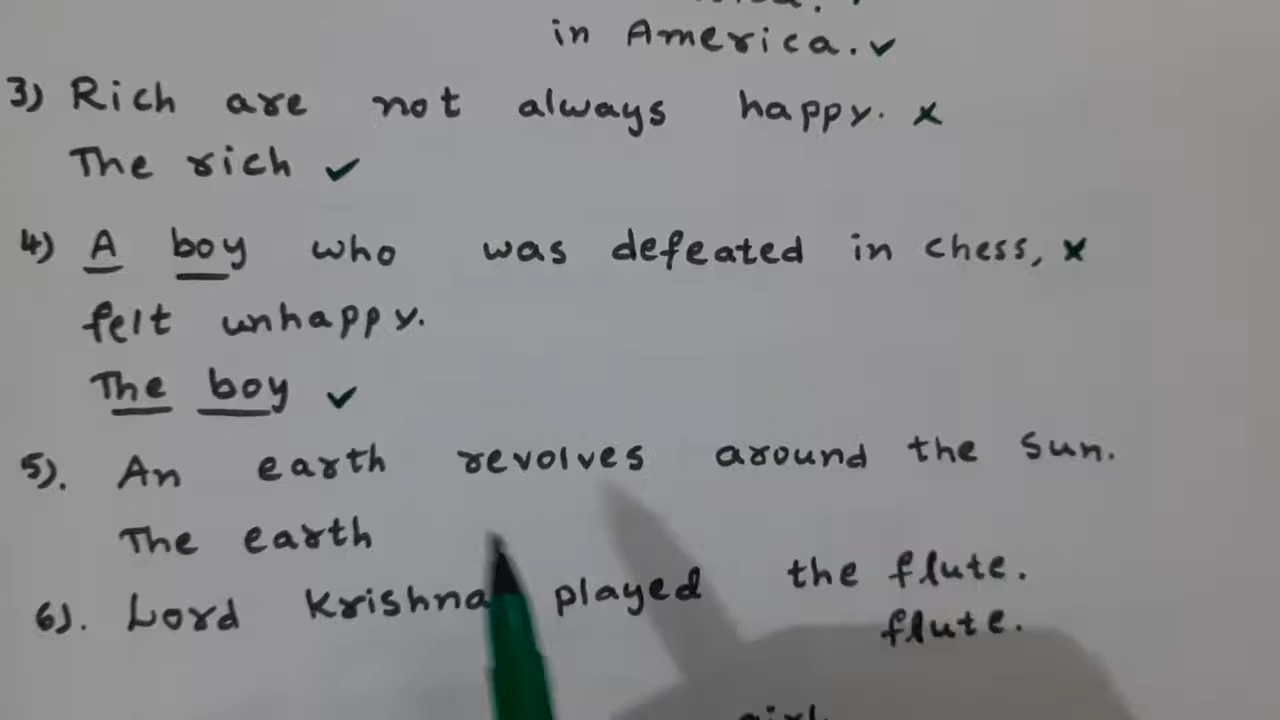 in America. ✓
3) Rich are not always happy. x
The rich ✓
4) A boy who was defeated in chess, x
felt unhappy.
The boy ✓
5). An earth revolves around the sun.
The earth
6). Lord Krishna played the flute.
flute.